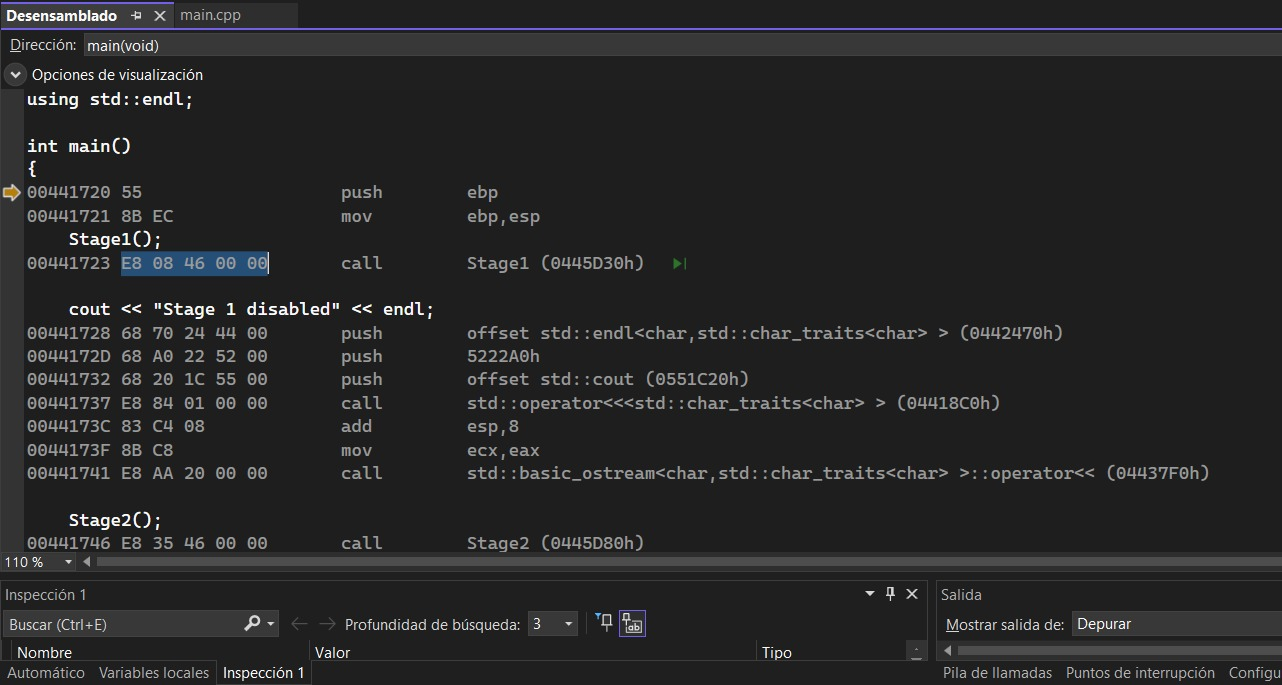 Desensamblado main.cpp
Dirección: main(void)
Opciones de visualización
using std::endl;
int main()
{
00441720 55 push ebp
00441721 8B EC mov ebp,esp
Stage1();
00441723 E8 08 46 00 00 call Stage1 (0445D30h)
cout << "Stage 1 disabled" << endl;
00441728 68 70 24 44 00 push offset std::endl<char,std::char_traits<char> > (0442470h)
0044172D 68 A0 22 52 00 push 5222A0h
00441732 68 20 1C 55 00 push offset std::cout (0551C20h)
00441737 E8 84 01 00 00 call std::operator<<<std::char_traits<char> > (04418C0h)
0044173C 83 C4 08 add esp,8
0044173F 8B C8 mov ecx,eax
00441741 E8 AA 20 00 00 call std::basic_ostream<char,std::char_traits<char> >::operator<< (04437F0h)
Stage2();
00441746 E8 35 46 00 00 call Stage2 (0445D80h)
110 %
Inspección 1 Salida
Buscar (Ctrl+E) Profundidad de búsqueda: 3 Mostrar salida de: Depurar
Nombre Valor Tipo
Automático Variables locales Inspección 1 Pila de llamadas Puntos de interrupción Configu